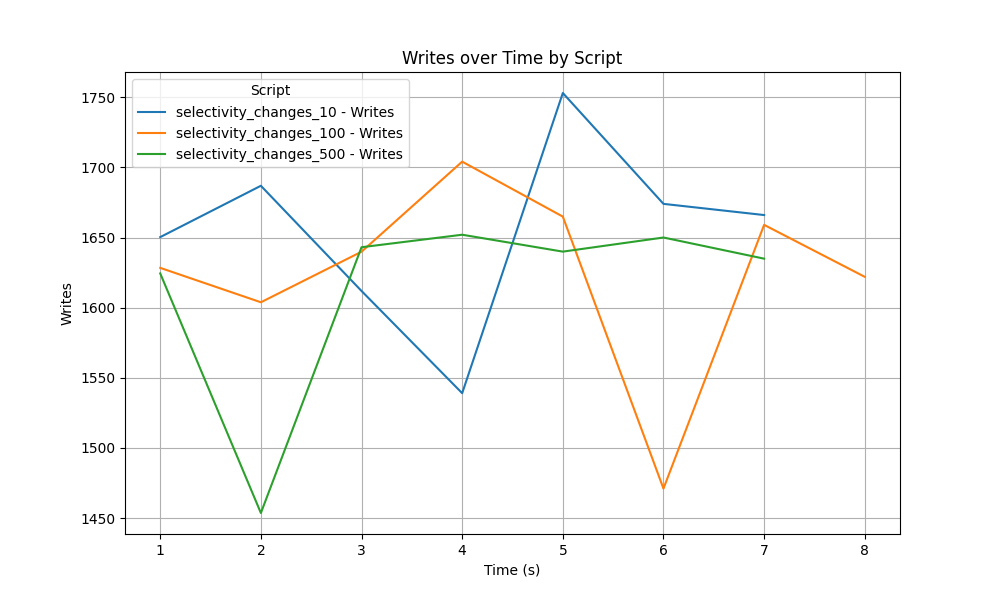 Writes over Time by Script
Script
selectivity_changes_10 - Writes
selectivity_changes_100 - Writes
selectivity_changes_500 - Writes
Writes
1750
1700
1650
1600
1550
1500
1450
1 2 3 4 5 6 7 8
Time (s)